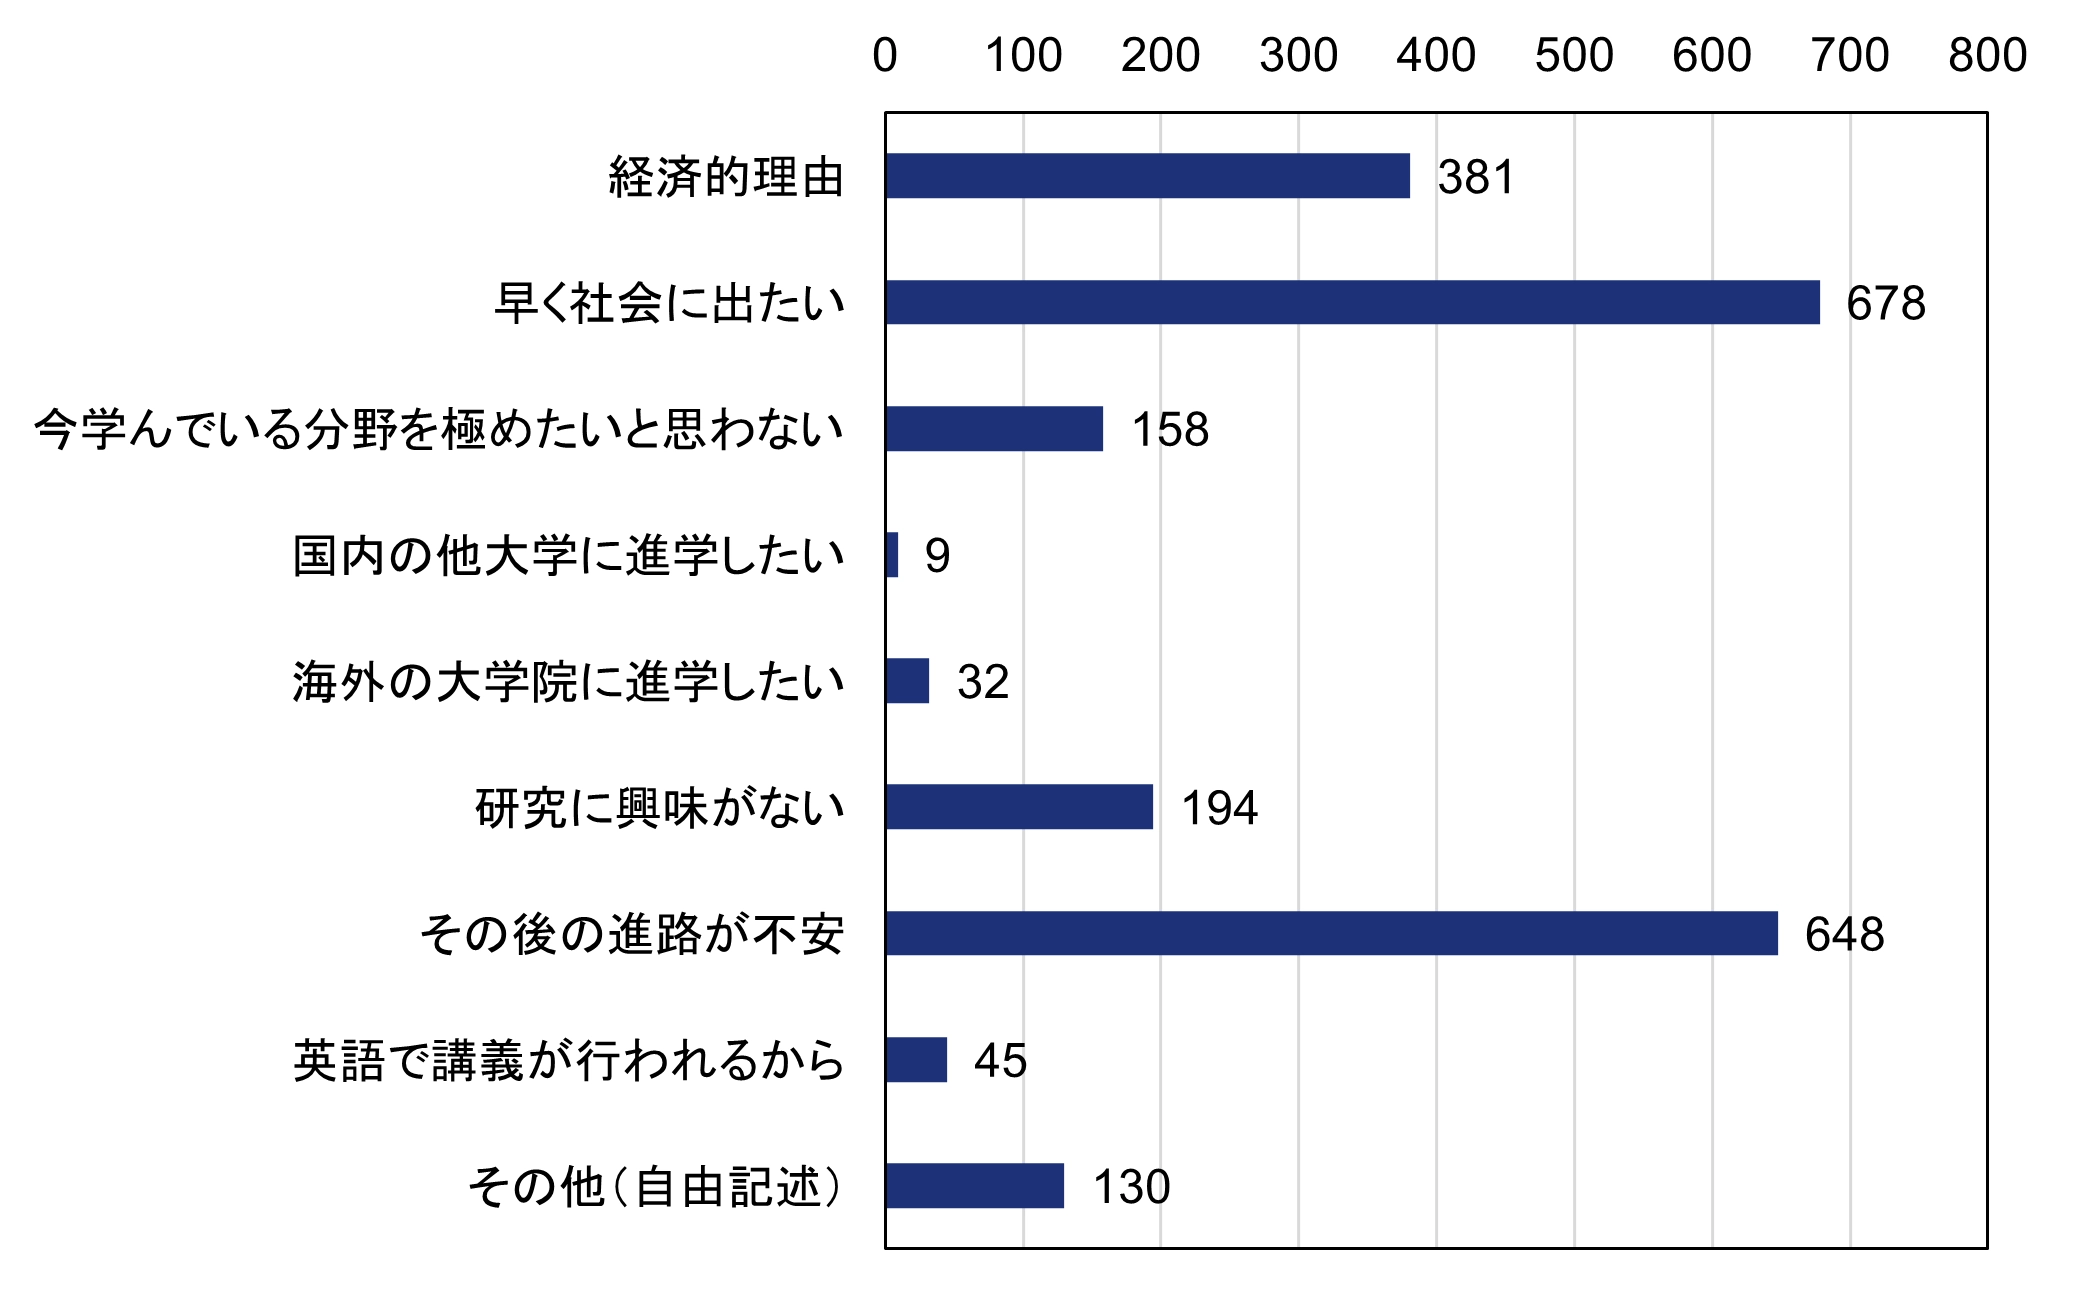 0 100 200 300 400 500 600 700 800
経済的理由 381
早く社会に出たい 678
今学んでいる分野を極めたいと思わない 158
国内の他大学に進学したい 9
海外の大学院に進学したい 32
研究に興味がない 194
その後の進路が不安 648
英語で講義が行われるから 45
その他（自由記述） 130